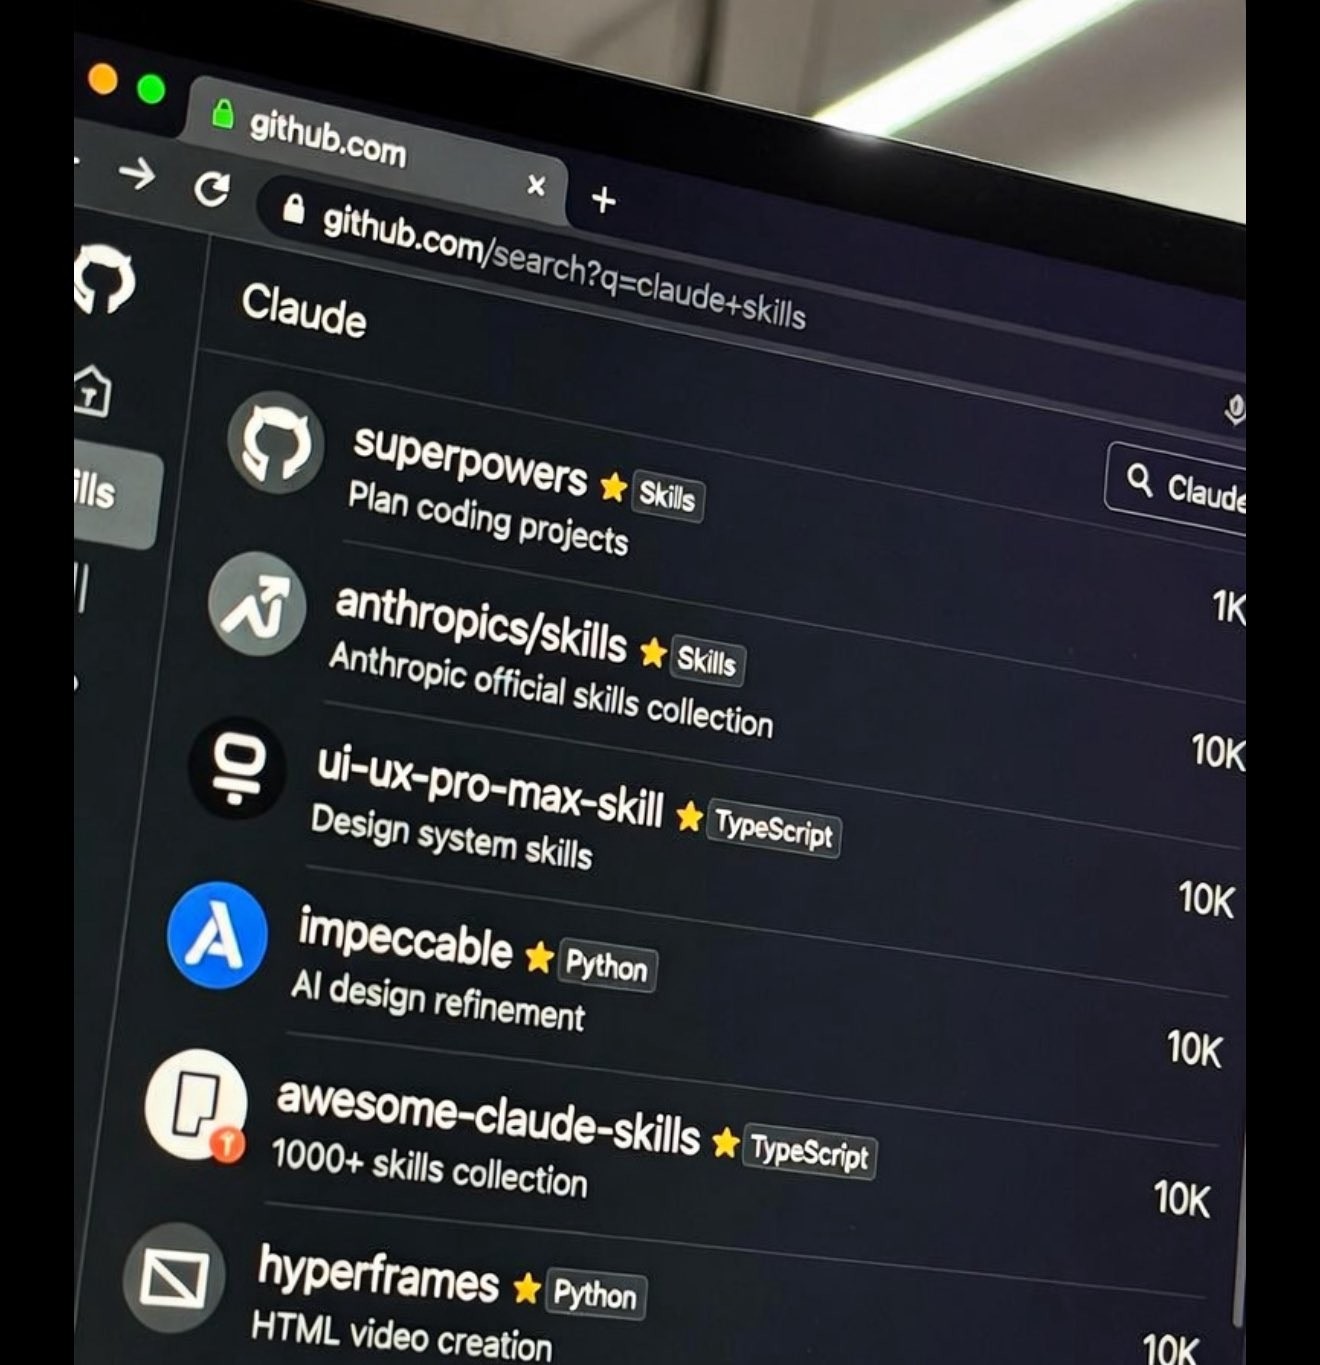 github.com
github.com/search?q=claude+skills
Claude
Claude
superpowers Skills
Plan coding projects
1K
anthropics/skills Skills
Anthropic official skills collection
10K
ui-ux-pro-max-skill TypeScript
Design system skills
10K
impeccable Python
AI design refinement
10K
awesome-claude-skills TypeScript
1000+ skills collection
10K
hyperframes Python
HTML video creation
10K